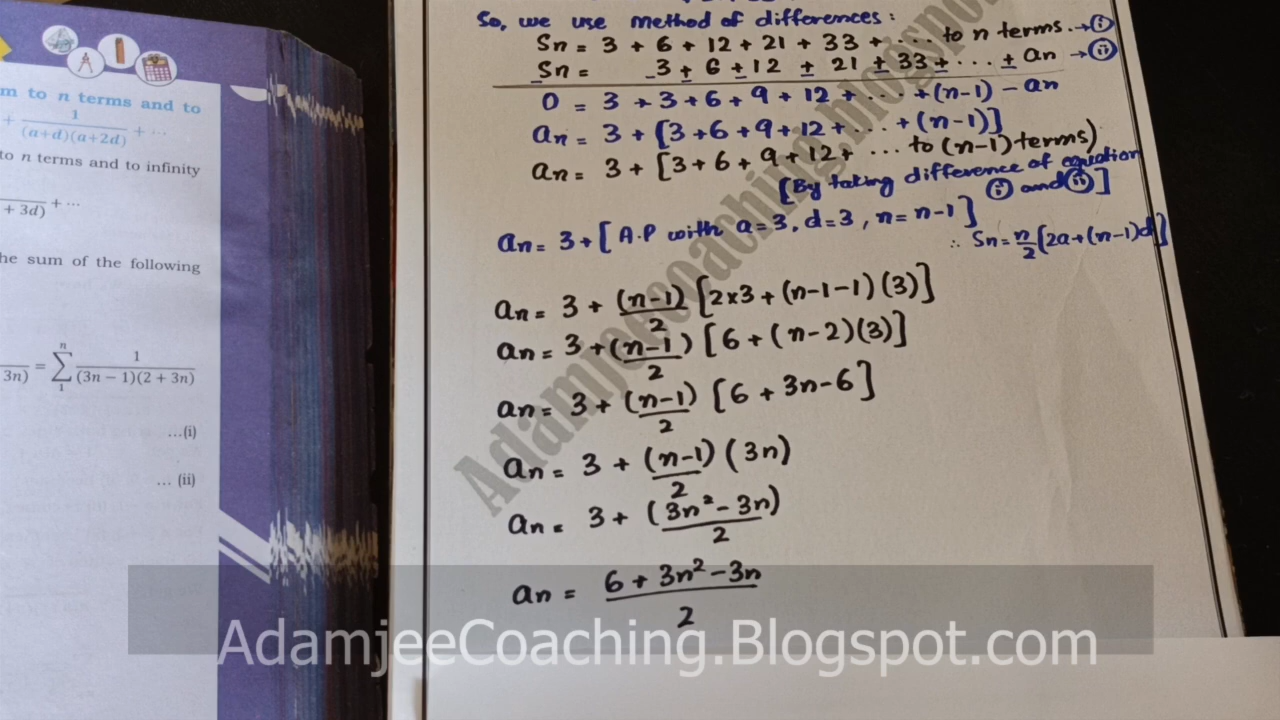 m to n terms and to
+ 1/((a+d)(a+2d)) + ...
to n terms and to infinity
+ 3d) + ...
he sum of the following
3n) = ∑₁ⁿ 1/((3n − 1)(2 + 3n))
...(i)
... (ii)
So, we use method of differences:
Sn = 3 + 6 + 12 + 21 + 33 + .... to n terms. → (i)
_Sn = _3 ± 6 ± 12 ± 21 ± 33 ± ... ± an → (ii)
0 = 3 + 3 + 6 + 9 + 12 + ... + (n-1) - an
an = 3 + [3 + 6 + 9 + 12 + ... + (n-1)]
an = 3 + [3 + 6 + 9 + 12 + ... to (n-1) terms)
[By taking difference of equation
(i) and (ii)]
an = 3 + [A.P with a = 3, d = 3, n = n-1]
∴ Sn = n/2 [2a + (n-1)d]
an = 3 + (n-1)/2 [2×3 + (n-1-1)(3)]
an = 3 + (n-1)/2 [6 + (n-2)(3)]
an = 3 + (n-1)/2 [6 + 3n-6]
an = 3 + (n-1)/2 (3n)
an = 3 + (3n²-3n)/2
an = (6 + 3n²-3n)/2
Adamjeecoaching.blogspot
AdamjeeCoaching.Blogspot.com